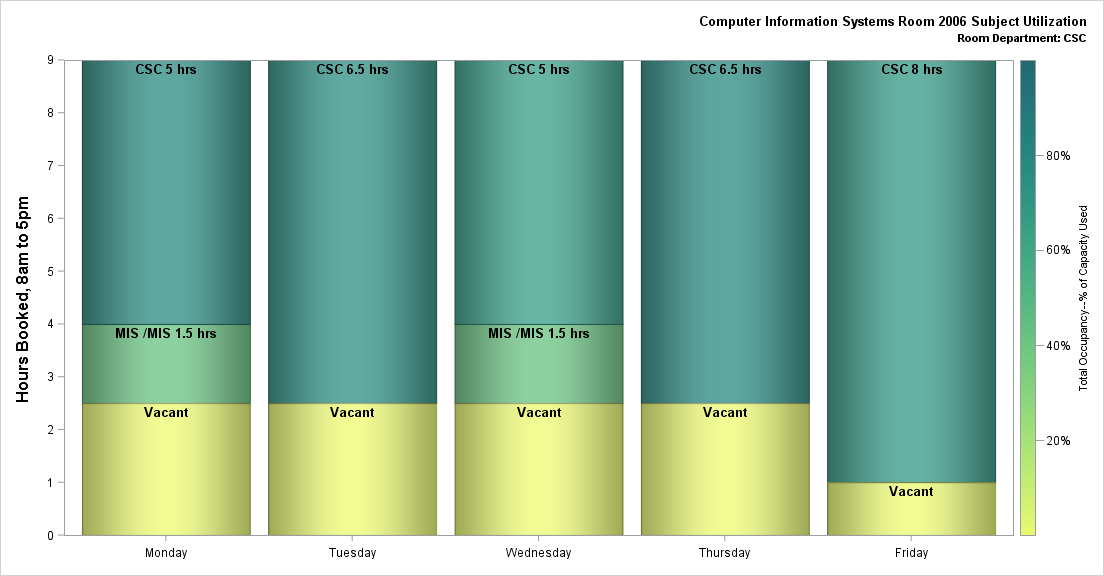 Computer Information Systems Room 2006 Subject Utilization
Room Department: CSC
Hours Booked, 8am to 5pm
9
8
7
6
5
4
3
2
1
0
CSC 5 hrs
MIS /MIS 1.5 hrs
Vacant
CSC 6.5 hrs
Vacant
CSC 5 hrs
MIS /MIS 1.5 hrs
Vacant
CSC 6.5 hrs
Vacant
CSC 8 hrs
Vacant
Monday
Tuesday
Wednesday
Thursday
Friday
80%
60%
40%
20%
Total Occupancy--% of Capacity Used